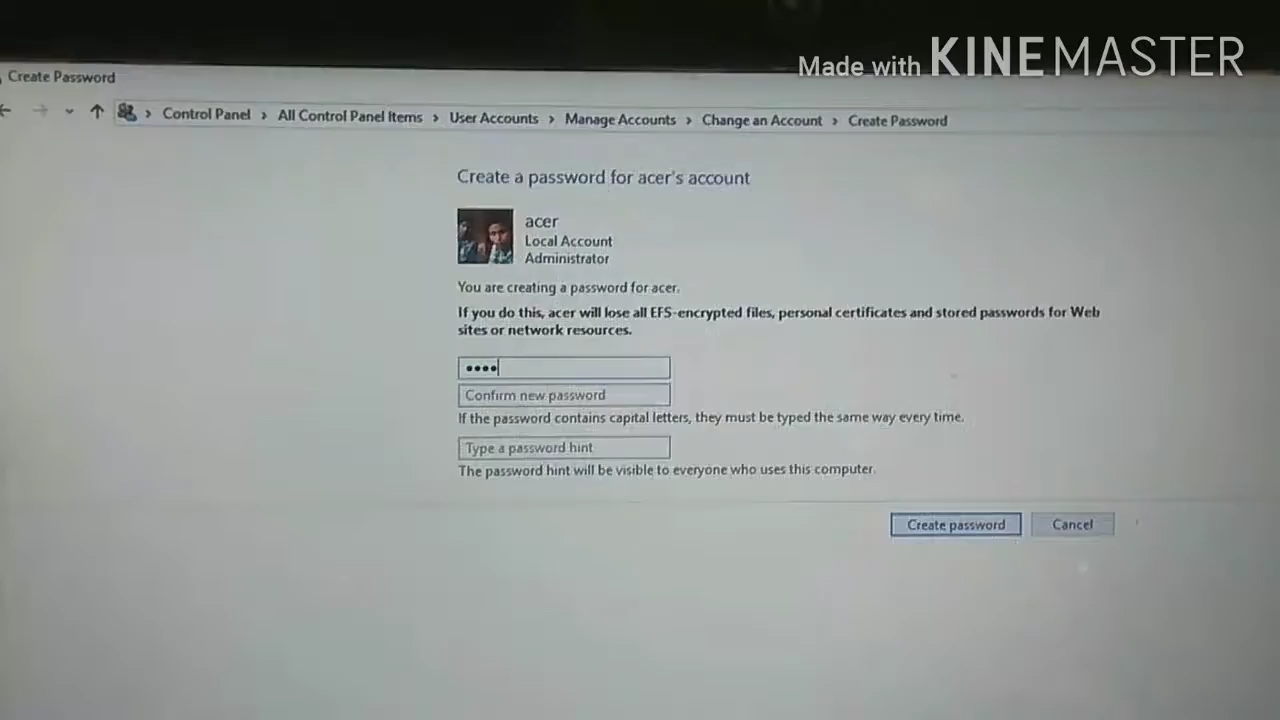 Made with KINEMASTER
Create Password
Control Panel > All Control Panel Items > User Accounts > Manage Accounts > Change an Account > Create Password
Create a password for acer's account
acer
Local Account
Administrator
You are creating a password for acer.
If you do this, acer will lose all EFS-encrypted files, personal certificates and stored passwords for Web
sites or network resources.
••••
Confirm new password
If the password contains capital letters, they must be typed the same way every time.
Type a password hint
The password hint will be visible to everyone who uses this computer.
Create password Cancel